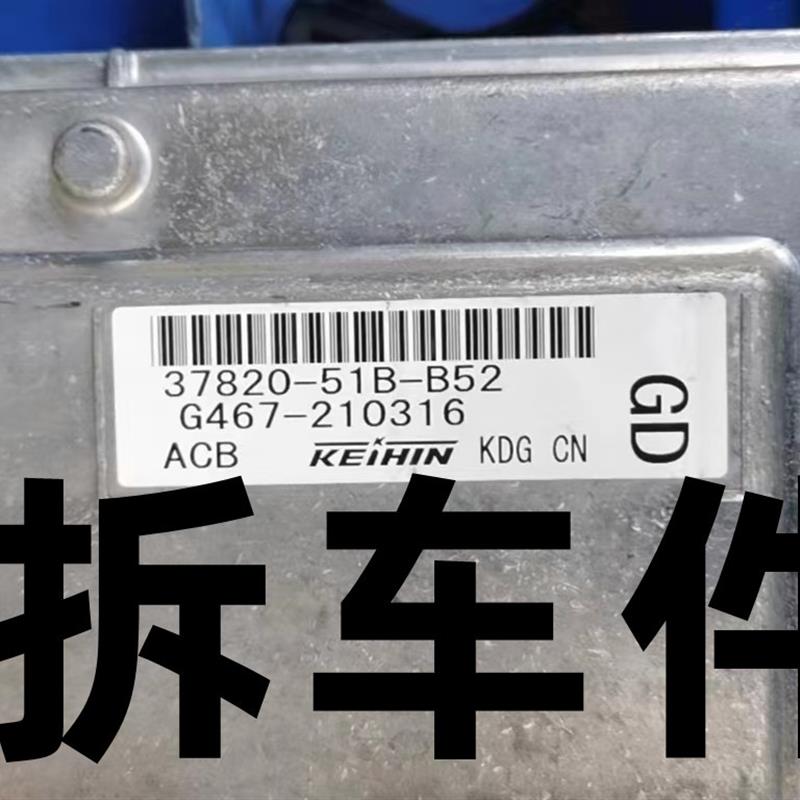 37820-51B-B52
G467-210316
ACB KEIHIN KDG CN
GD
拆车件